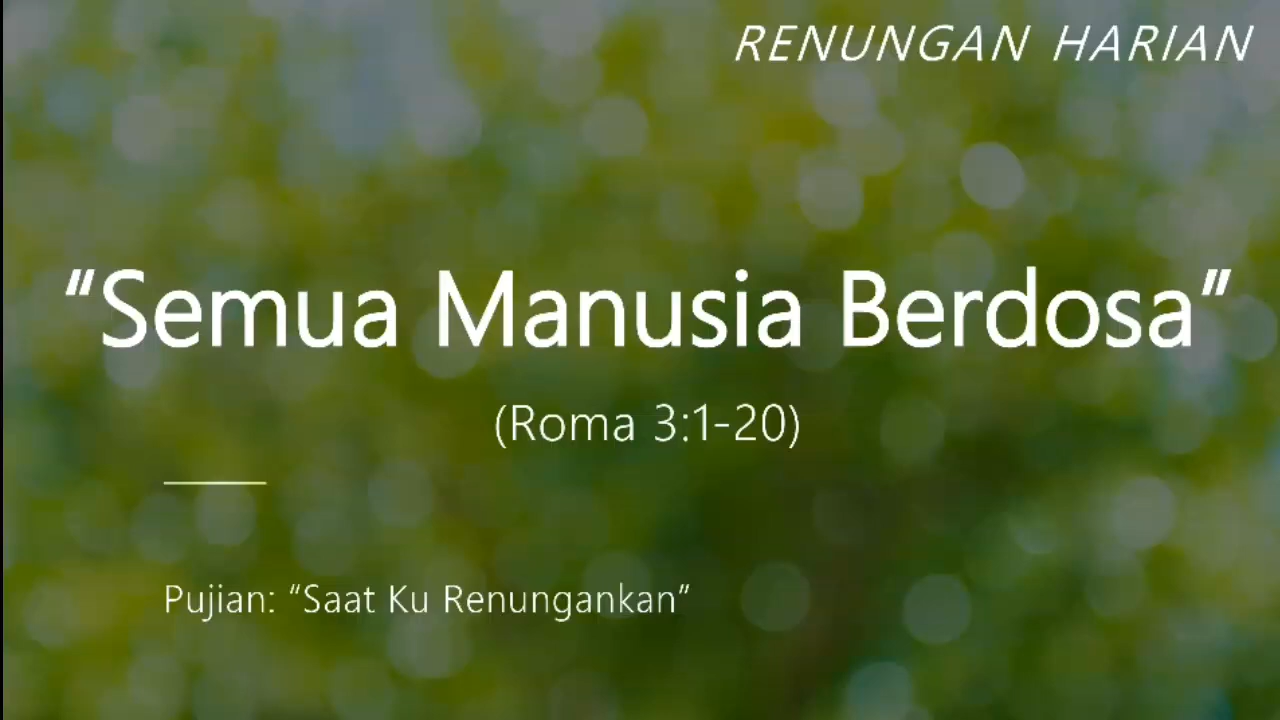 RENUNGAN HARIAN
"Semua Manusia Berdosa"
(Roma 3:1-20)
Pujian: “Saat Ku Renungankan”